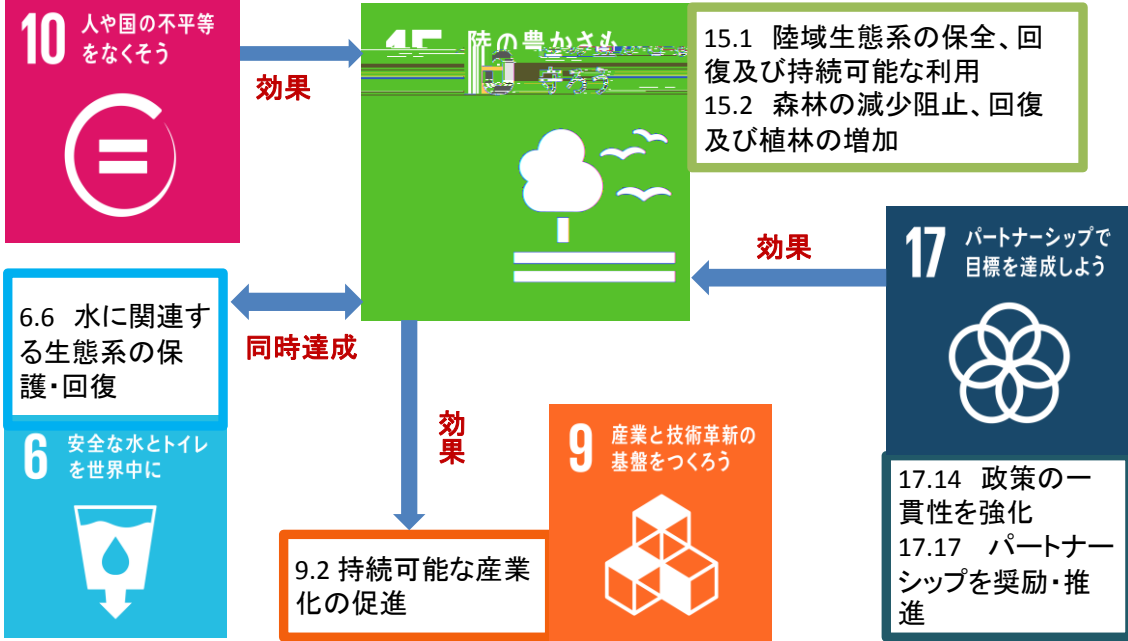 10 人や国の不平等
をなくそう
効果
陸の豊かさも
15.1 陸域生態系の保全、回
復及び持続可能な利用
15.2 森林の減少阻止、回復
及び植林の増加
効果
17 パートナーシップで
目標を達成しよう
6.6 水に関連す
る生態系の保
護・回復
同時達成
6 安全な水とトイレ
を世界中に
効
果
9 産業と技術革新の
基盤をつくろう
9.2 持続可能な産業
化の促進
17.14 政策の一
貫性を強化
17.17 パートナー
シップを奨励・推
進